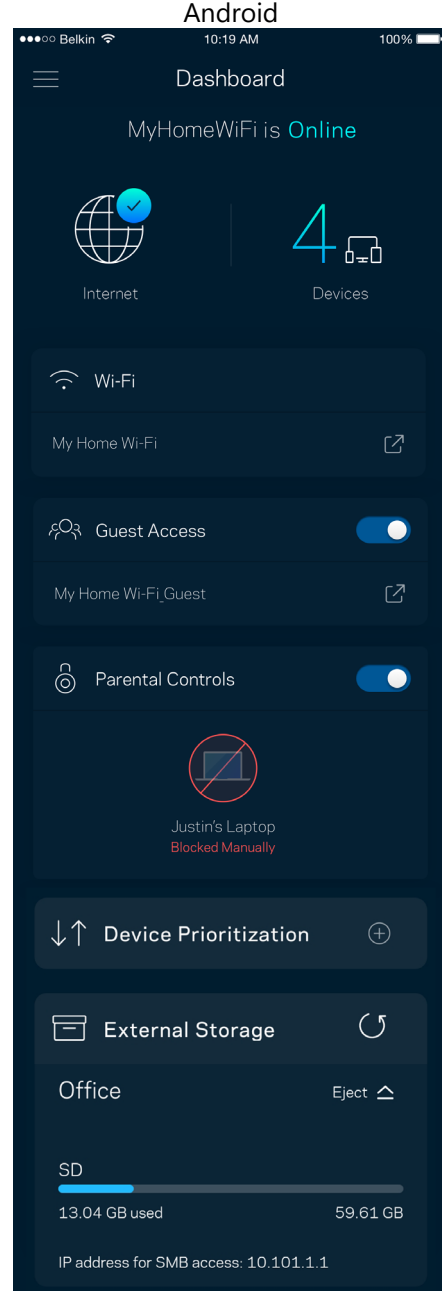 Android
Belkin 10:19 AM 100%
Dashboard
MyHomeWiFi is Online
4
Internet Devices
Wi-Fi
My Home Wi-Fi
Guest Access
My Home Wi-Fi_Guest
Parental Controls
Justin's Laptop
Blocked Manually
Device Prioritization
External Storage
Office Eject
SD
13.04 GB used 59.61 GB
IP address for SMB access: 10.101.1.1